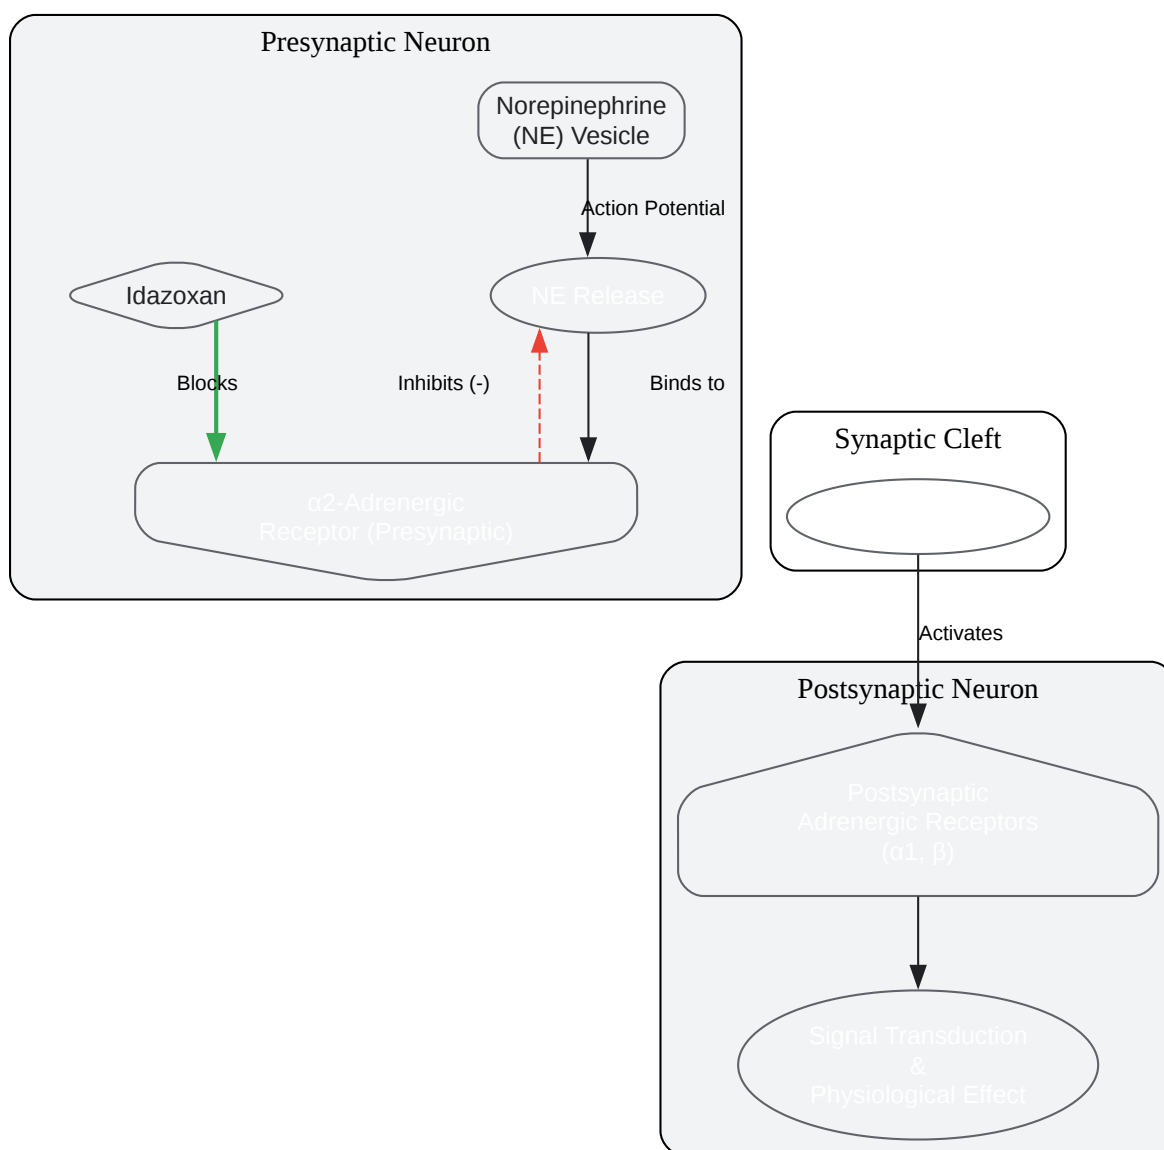 Presynaptic Neuron
Norepinephrine
(NE) Vesicle
Action Potential
Idazoxan
NE Release
Blocks
Inhibits (-)
Binds to
α2-Adrenergic
Receptor (Presynaptic)
Synaptic Cleft
Activates
Postsynaptic Neuron
Postsynaptic
Adrenergic Receptors
(α1, β)
Signal Transduction
&
Physiological Effect